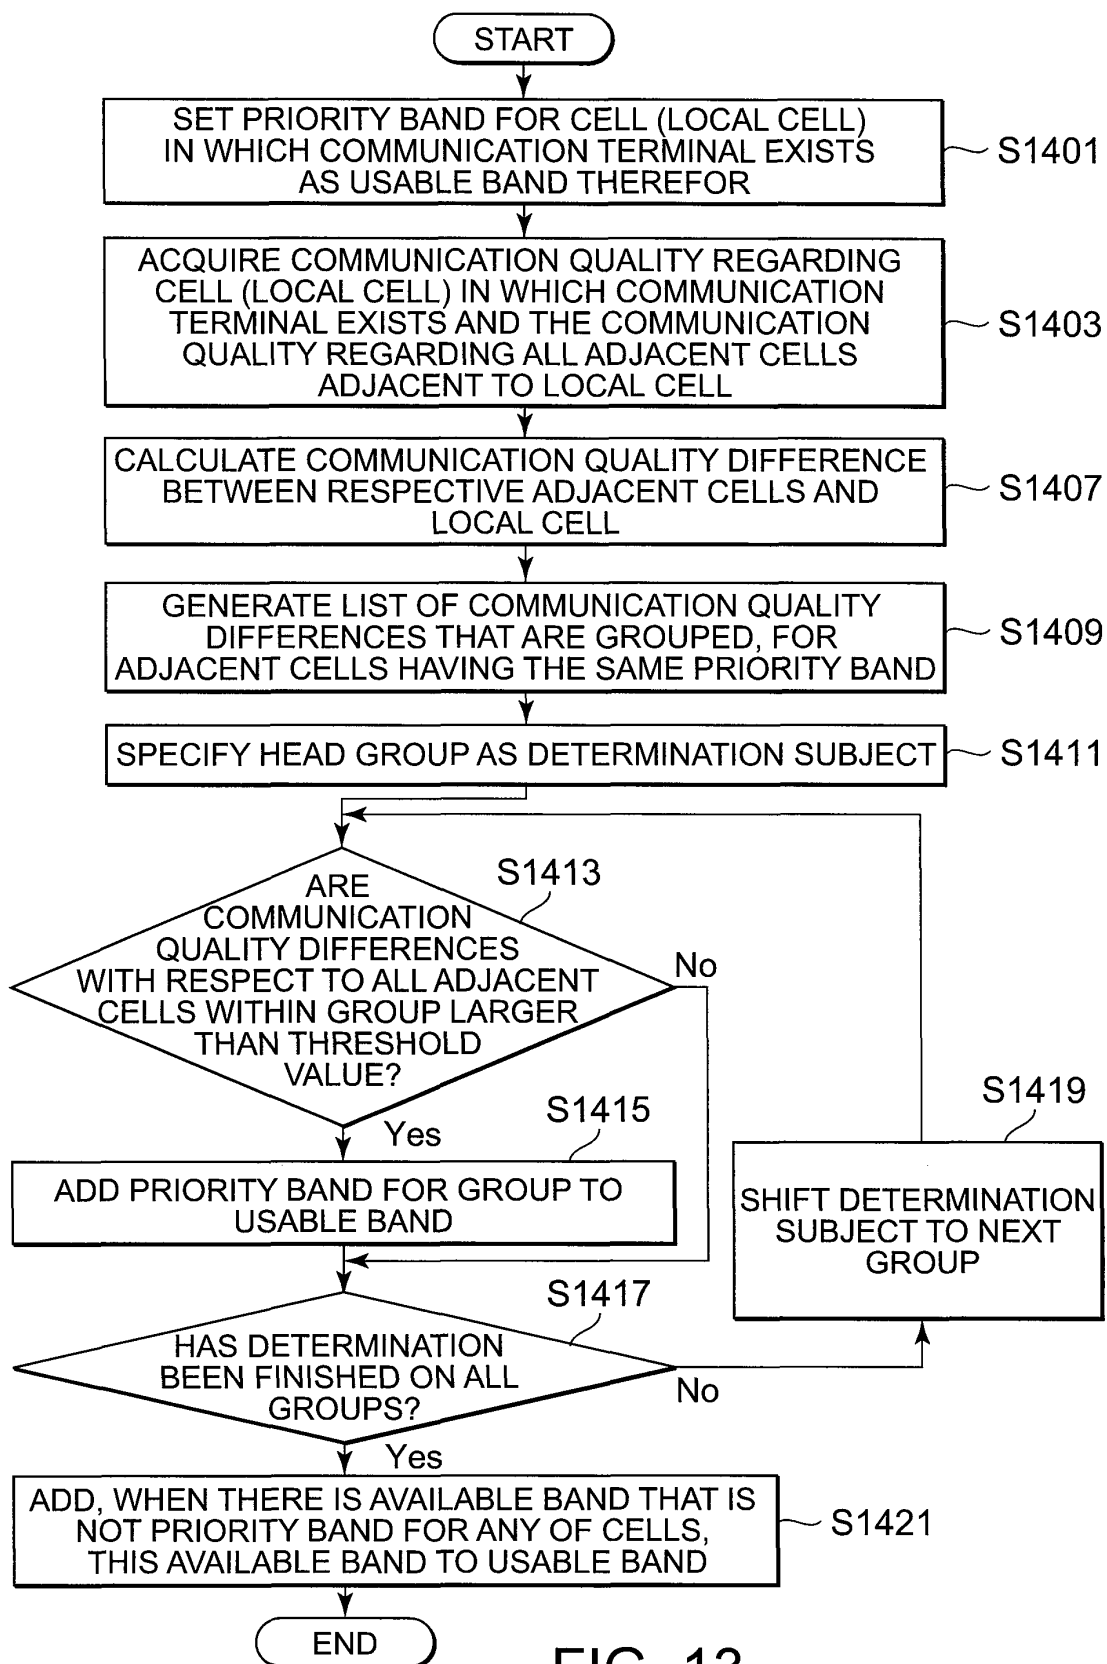 START
SET PRIORITY BAND FOR CELL (LOCAL CELL)
IN WHICH COMMUNICATION TERMINAL EXISTS
AS USABLE BAND THEREFOR
S1401
ACQUIRE COMMUNICATION QUALITY REGARDING
CELL (LOCAL CELL) IN WHICH COMMUNICATION
TERMINAL EXISTS AND THE COMMUNICATION
QUALITY REGARDING ALL ADJACENT CELLS
ADJACENT TO LOCAL CELL
S1403
CALCULATE COMMUNICATION QUALITY DIFFERENCE
BETWEEN RESPECTIVE ADJACENT CELLS AND
LOCAL CELL
S1407
GENERATE LIST OF COMMUNICATION QUALITY
DIFFERENCES THAT ARE GROUPED, FOR
ADJACENT CELLS HAVING THE SAME PRIORITY BAND
S1409
SPECIFY HEAD GROUP AS DETERMINATION SUBJECT
S1411
S1413
ARE
COMMUNICATION
QUALITY DIFFERENCES
WITH RESPECT TO ALL ADJACENT
CELLS WITHIN GROUP LARGER
THAN THRESHOLD
VALUE?
No
Yes
S1415
ADD PRIORITY BAND FOR GROUP TO
USABLE BAND
S1419
SHIFT DETERMINATION
SUBJECT TO NEXT
GROUP
S1417
HAS DETERMINATION
BEEN FINISHED ON ALL
GROUPS?
No
Yes
ADD, WHEN THERE IS AVAILABLE BAND THAT IS
NOT PRIORITY BAND FOR ANY OF CELLS,
THIS AVAILABLE BAND TO USABLE BAND
S1421
END